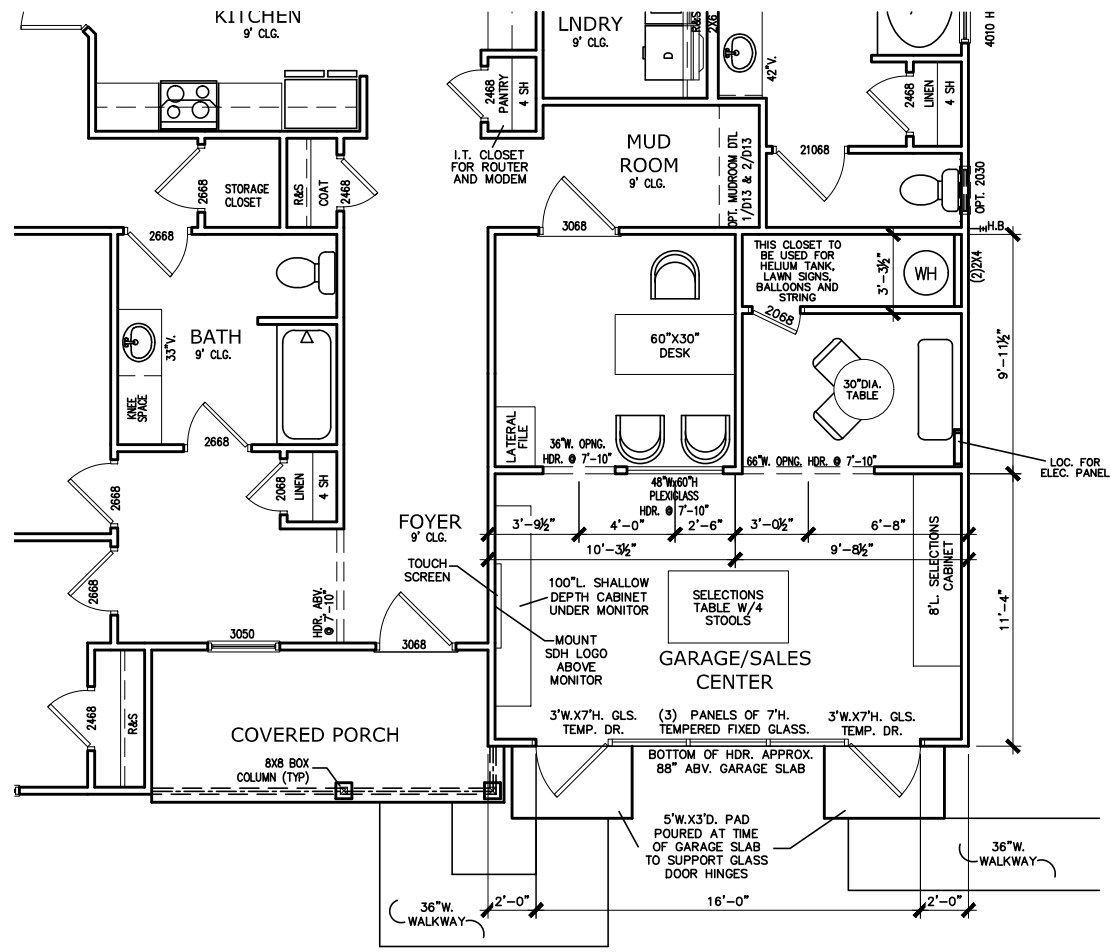 KITCHEN
9' CLG.
LNDRY
9' CLG.
R&S
2X6
D
42"V.
4010 H
2468
PANTRY
4 SH
2468
LINEN
4 SH
I.T. CLOSET
FOR ROUTER
AND MODEM
MUD
ROOM
9' CLG.
OPT. MUDROOM DTL
1/D13 & 2/D13
21068
OPT. 2030
H.B.
(2)2X4
2668
STORAGE
CLOSET
R&S
COAT
2468
2668
3068
THIS CLOSET TO
BE USED FOR
HELIUM TANK,
LAWN SIGNS,
BALLOONS AND
STRING
3'-3½"
WH
2068
BATH
9' CLG.
33"V.
KNEE
SPACE
2668
60"X30"
DESK
30"DIA.
TABLE
9'-11½"
LATERAL
FILE
36"W. OPNG.
HDR. @ 7'-10"
66"W. OPNG. HDR. @ 7'-10"
LOC. FOR
ELEC. PANEL
48"Wx60"H
PLEXIGLASS
HDR. @ 7'-10"
2668
2068
LINEN
4 SH
FOYER
9' CLG.
3'-9½"
4'-0"
2'-6"
3'-0½"
6'-8"
10'-3½"
9'-8½"
2668
HDR. ABV.
@ 7'-10"
TOUCH
SCREEN
100"L. SHALLOW
DEPTH CABINET
UNDER MONITOR
SELECTIONS
TABLE W/4
STOOLS
8'L. SELECTIONS
CABINET
11'-4"
3050
3068
MOUNT
SDH LOGO
ABOVE
MONITOR
GARAGE/SALES
CENTER
2468
R&S
COVERED PORCH
8X8 BOX
COLUMN (TYP)
3'W.X7'H. GLS.
TEMP. DR.
(3) PANELS OF 7'H.
TEMPERED FIXED GLASS.
3'W.X7'H. GLS.
TEMP. DR.
BOTTOM OF HDR. APPROX.
88" ABV. GARAGE SLAB
5'W.X3'D. PAD
POURED AT TIME
OF GARAGE SLAB
TO SUPPORT GLASS
DOOR HINGES
36"W.
WALKWAY
36"W.
WALKWAY
2'-0"
16'-0"
2'-0"